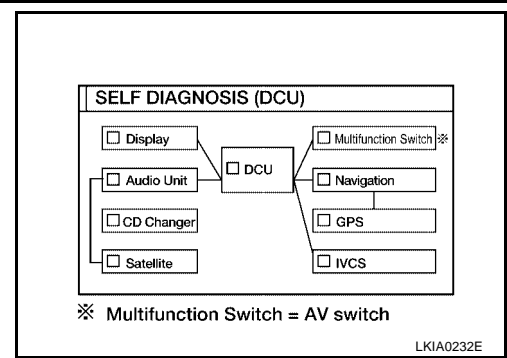 SELF DIAGNOSIS (DCU)
Display
Audio Unit
CD Changer
Satellite
DCU
Multifunction Switch ※
Navigation
GPS
IVCS
※ Multifunction Switch = AV switch
LKIA0232E